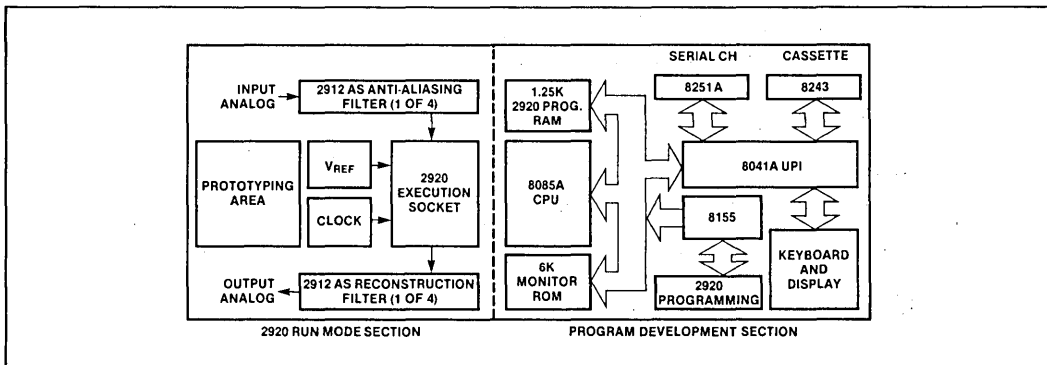 INPUT
ANALOG
2912 AS ANTI-ALIASING
FILTER (1 OF 4)
PROTOTYPING
AREA
VREF
CLOCK
2920
EXECUTION
SOCKET
OUTPUT
ANALOG
2912 AS RECONSTRUCTION
FILTER (1 OF 4)
2920 RUN MODE SECTION
SERIAL CH
CASSETTE
1.25K
2920 PROG.
RAM
8251A
8243
8085A
CPU
8041A UPI
8155
6K
MONITOR
ROM
2920
PROGRAMMING
KEYBOARD
AND
DISPLAY
PROGRAM DEVELOPMENT SECTION